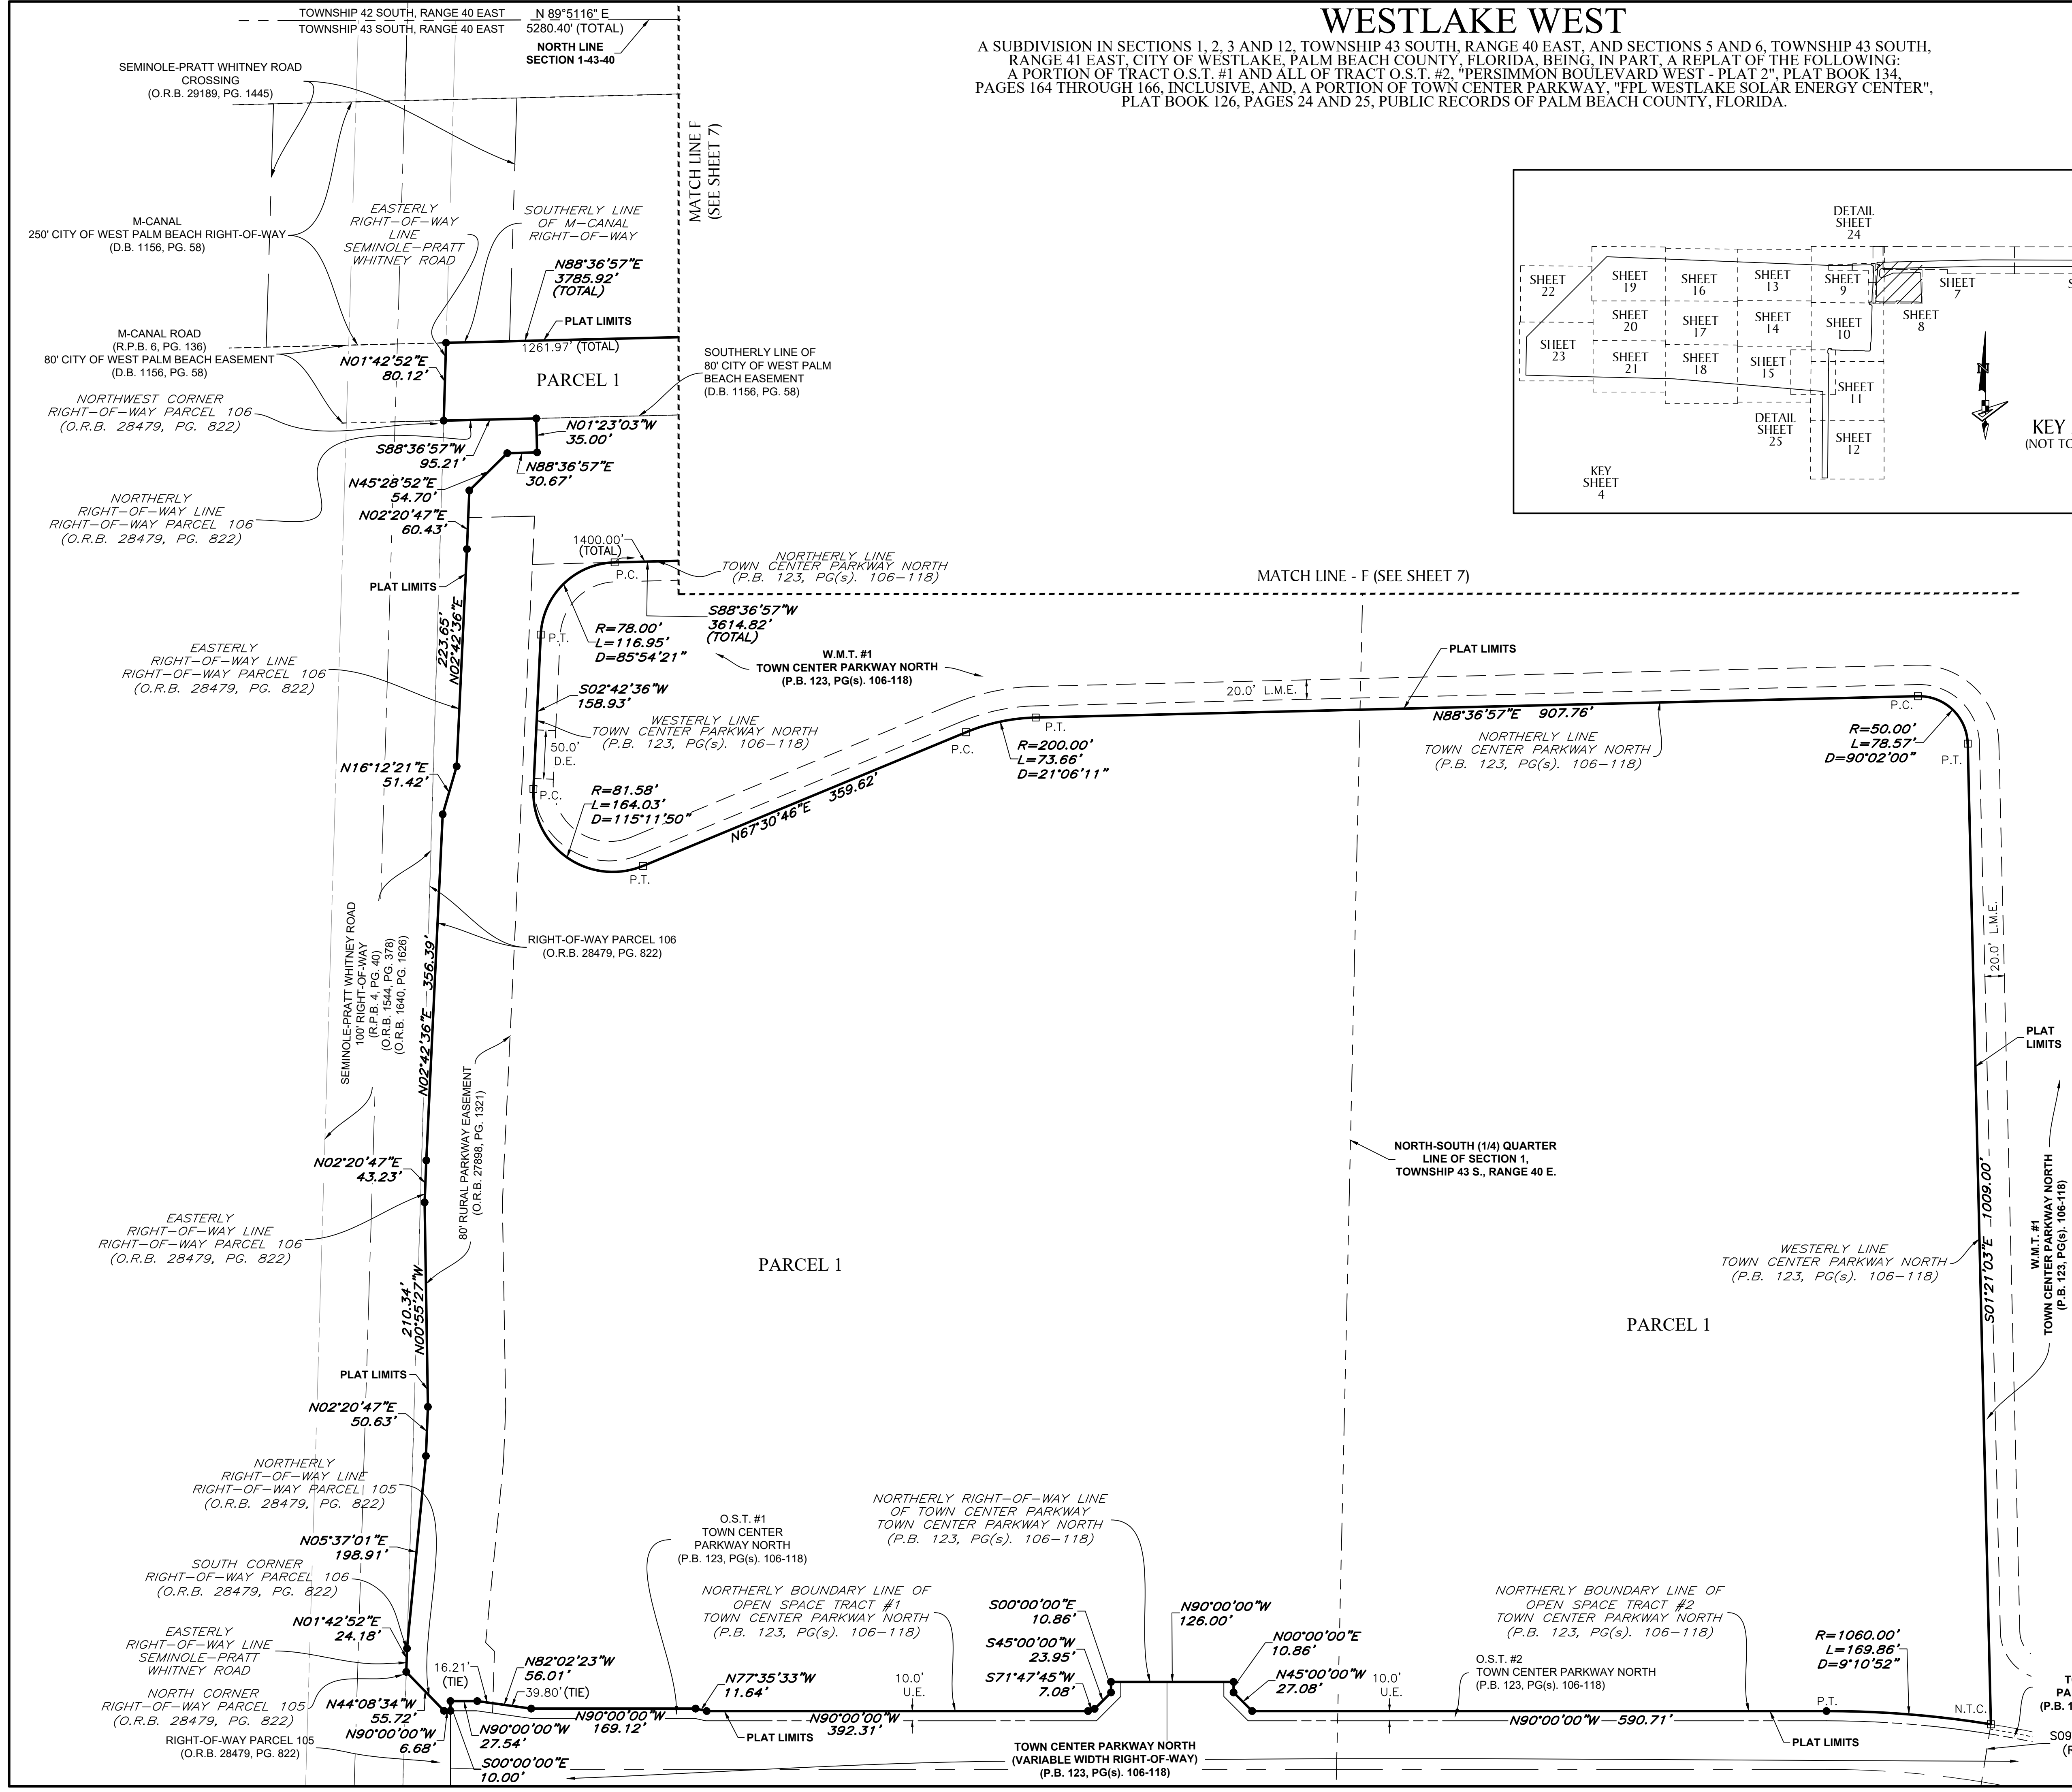 WESTLAKE WEST
A SUBDIVISION IN SECTIONS 1, 2, 3 AND 12, TOWNSHIP 43 SOUTH, RANGE 40 EAST, AND SECTIONS 5 AND 6, TOWNSHIP 43 SOUTH,
RANGE 41 EAST, CITY OF WESTLAKE, PALM BEACH COUNTY, FLORIDA, BEING, IN PART, A REPLAT OF THE FOLLOWING:
A PORTION OF TRACT O.S.T. #1 AND ALL OF TRACT O.S.T. #2, "PERSIMMON BOULEVARD WEST - PLAT 2", PLAT BOOK 134,
PAGES 164 THROUGH 166, INCLUSIVE, AND, A PORTION OF TOWN CENTER PARKWAY, "FPL WESTLAKE SOLAR ENERGY CENTER",
PLAT BOOK 126, PAGES 24 AND 25, PUBLIC RECORDS OF PALM BEACH COUNTY, FLORIDA.
TOWNSHIP 42 SOUTH, RANGE 40 EAST
TOWNSHIP 43 SOUTH, RANGE 40 EAST
N 89°51'16" E
5280.40' (TOTAL)
NORTH LINE
SECTION 1-43-40
SEMINOLE-PRATT WHITNEY ROAD
CROSSING
(O.R.B. 29189, PG. 1445)
MATCH LINE F
(SEE SHEET 7)
M-CANAL
250' CITY OF WEST PALM BEACH RIGHT-OF-WAY
(D.B. 1156, PG. 58)
EASTERLY
RIGHT-OF-WAY
LINE
SEMINOLE-PRATT
WHITNEY ROAD
SOUTHERLY LINE
OF M-CANAL
RIGHT-OF-WAY
N88°36'57"E
3785.92'
(TOTAL)
PLAT LIMITS
1261.97' (TOTAL)
M-CANAL ROAD
(R.P.B. 6, PG. 136)
80' CITY OF WEST PALM BEACH EASEMENT
(D.B. 1156, PG. 58)
N01°42'52"E
80.12'
PARCEL 1
SOUTHERLY LINE OF
80' CITY OF WEST PALM
BEACH EASEMENT
(D.B. 1156, PG. 58)
NORTHWEST CORNER
RIGHT-OF-WAY PARCEL 106
(O.R.B. 28479, PG. 822)
S88°36'57"W
95.21'
N01°23'03"W
35.00'
N88°36'57"E
30.67'
N45°28'52"E
54.70'
NORTHERLY
RIGHT-OF-WAY LINE
RIGHT-OF-WAY PARCEL 106
(O.R.B. 28479, PG. 822)
N02°20'47"E
60.43'
PLAT LIMITS
DETAIL
SHEET
24
SHEET
22
SHEET
19
SHEET
16
SHEET
13
SHEET
9
SHEET
7
SHEET
8
SHEET
20
SHEET
17
SHEET
14
SHEET
10
SHEET
23
SHEET
21
SHEET
18
SHEET
15
SHEET
11
DETAIL
SHEET
25
SHEET
12
KEY
SHEET
4
N
KEY
(NOT TO
1400.00'
(TOTAL)
P.C.
NORTHERLY LINE
TOWN CENTER PARKWAY NORTH
(P.B. 123, PG(s). 106-118)
MATCH LINE - F (SEE SHEET 7)
S88°36'57"W
3614.82'
(TOTAL)
R=78.00'
L=116.95'
D=85°54'21"
P.T.
W.M.T. #1
TOWN CENTER PARKWAY NORTH
(P.B. 123, PG(s). 106-118)
223.65'
N02°42'36"E
EASTERLY
RIGHT-OF-WAY LINE
RIGHT-OF-WAY PARCEL 106
(O.R.B. 28479, PG. 822)
S02°42'36"W
158.93'
WESTERLY LINE
TOWN CENTER PARKWAY NORTH
(P.B. 123, PG(s). 106-118)
50.0'
D.E.
P.C.
N16°12'21"E
51.42'
R=81.58'
L=164.03'
D=115°11'50"
P.T.
N67°30'46"E 359.62'
P.C.
P.T.
R=200.00'
L=73.66'
D=21°06'11"
20.0' L.M.E.
PLAT LIMITS
N88°36'57"E 907.76'
NORTHERLY LINE
TOWN CENTER PARKWAY NORTH
(P.B. 123, PG(s). 106-118)
P.C.
R=50.00'
L=78.57'
D=90°02'00"
P.T.
20.0' L.M.E.
PLAT
LIMITS
SEMINOLE-PRATT WHITNEY ROAD
100' RIGHT-OF-WAY
(R.P.B. 4, PG. 40)
(O.R.B. 1544, PG. 378)
(O.R.B. 1640, PG. 1626)
N02°42'36"E 356.39'
RIGHT-OF-WAY PARCEL 106
(O.R.B. 28479, PG. 822)
80' RURAL PARKWAY EASEMENT
(O.R.B. 27898, PG. 1321)
NORTH-SOUTH (1/4) QUARTER
LINE OF SECTION 1,
TOWNSHIP 43 S., RANGE 40 E.
N02°20'47"E
43.23'
EASTERLY
RIGHT-OF-WAY LINE
RIGHT-OF-WAY PARCEL 106
(O.R.B. 28479, PG. 822)
PARCEL 1
WESTERLY LINE
TOWN CENTER PARKWAY NORTH
(P.B. 123, PG(s). 106-118)
S01°21'03"E 1009.00'
W.M.T. #1
TOWN CENTER PARKWAY NORTH
(P.B. 123, PG(s). 106-118)
PARCEL 1
210.34'
N00°55'27"W
PLAT LIMITS
N02°20'47"E
50.63'
NORTHERLY
RIGHT-OF-WAY LINE
RIGHT-OF-WAY PARCEL 105
(O.R.B. 28479, PG. 822)
N05°37'01"E
198.91'
SOUTH CORNER
RIGHT-OF-WAY PARCEL 106
(O.R.B. 28479, PG. 822)
N01°42'52"E
24.18'
EASTERLY
RIGHT-OF-WAY LINE
SEMINOLE-PRATT
WHITNEY ROAD
NORTH CORNER
RIGHT-OF-WAY PARCEL 105
(O.R.B. 28479, PG. 822)
N44°08'34"W
55.72'
RIGHT-OF-WAY PARCEL 105
(O.R.B. 28479, PG. 822)
N90°00'00"W
6.68'
16.21'
(TIE)
N82°02'23"W
56.01'
39.80' (TIE)
N90°00'00"W
27.54'
S00°00'00"E
10.00'
O.S.T. #1
TOWN CENTER
PARKWAY NORTH
(P.B. 123, PG(s). 106-118)
N90°00'00"W
169.12'
N77°35'33"W
11.64'
PLAT LIMITS
N90°00'00"W
392.31'
10.0'
U.E.
NORTHERLY RIGHT-OF-WAY LINE
OF TOWN CENTER PARKWAY
TOWN CENTER PARKWAY NORTH
(P.B. 123, PG(s). 106-118)
NORTHERLY BOUNDARY LINE OF
OPEN SPACE TRACT #1
TOWN CENTER PARKWAY NORTH
(P.B. 123, PG(s). 106-118)
S00°00'00"E
10.86'
S45°00'00"W
23.95'
S71°47'45"W
7.08'
N90°00'00"W
126.00'
N00°00'00"E
10.86'
N45°00'00"W
27.08'
10.0'
U.E.
NORTHERLY BOUNDARY LINE OF
OPEN SPACE TRACT #2
TOWN CENTER PARKWAY NORTH
(P.B. 123, PG(s). 106-118)
O.S.T. #2
TOWN CENTER PARKWAY NORTH
(P.B. 123, PG(s). 106-118)
R=1060.00'
L=169.86'
D=9°10'52"
P.T.
N.T.C.
N90°00'00"W 590.71'
PLAT LIMITS
TOWN CENTER PARKWAY NORTH
(VARIABLE WIDTH RIGHT-OF-WAY)
(P.B. 123, PG(s). 106-118)
S09